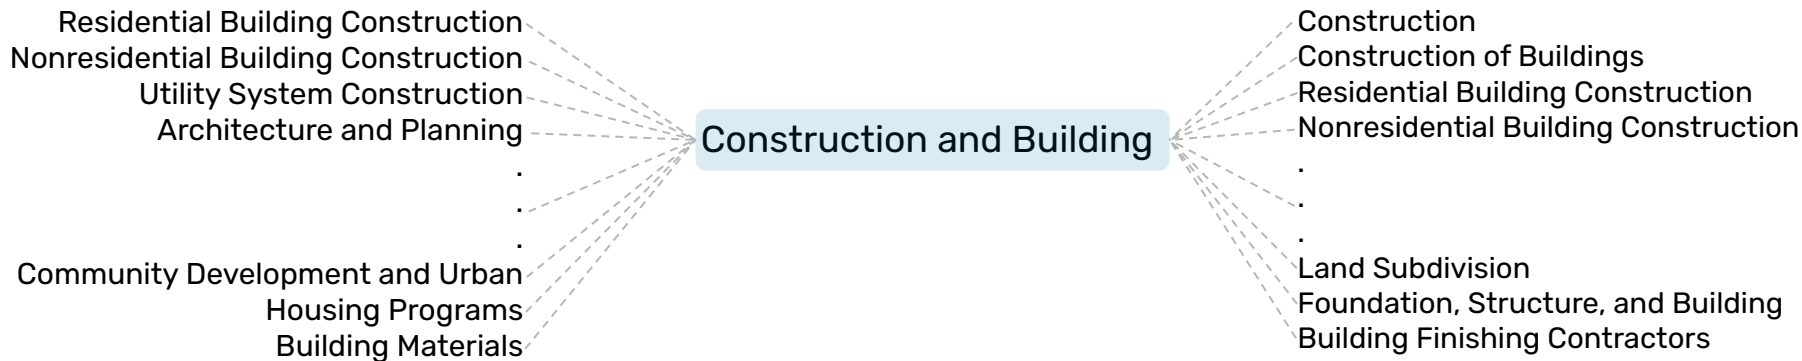 Residential Building Construction
Nonresidential Building Construction
Utility System Construction
Architecture and Planning
.
.
.
Community Development and Urban
Housing Programs
Building Materials
Construction and Building
Construction
Construction of Buildings
Residential Building Construction
Nonresidential Building Construction
.
.
.
Land Subdivision
Foundation, Structure, and Building
Building Finishing Contractors